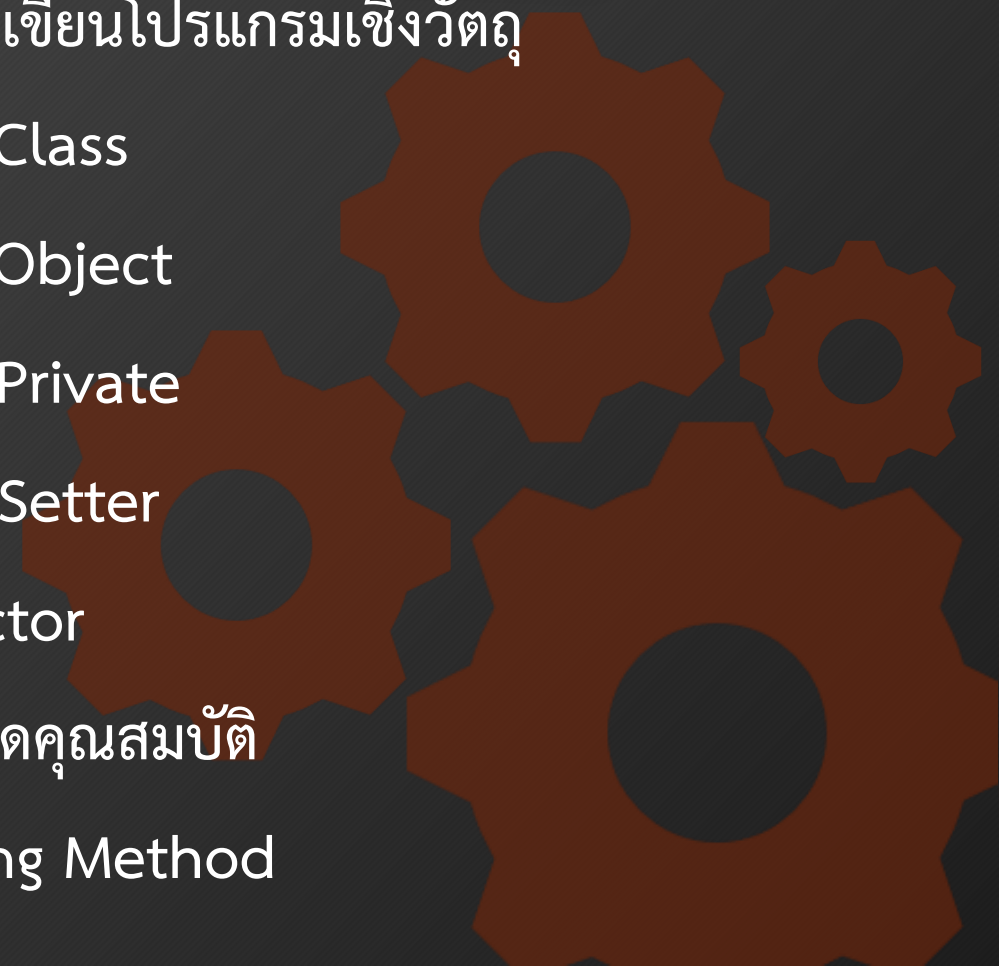 เขียนโปรแกรมเชิงวัตถุ
Class
Object
Private
Setter
ctor
ดคุณสมบัติ
ng Method